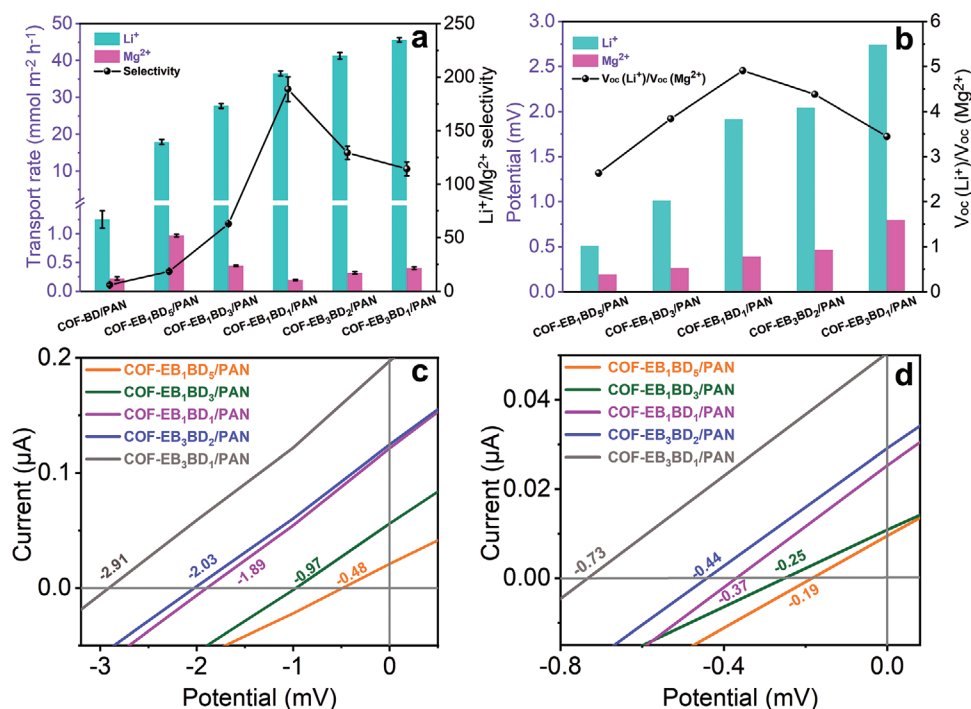 a
Transport rate (mmol m⁻² h⁻¹)
50
40
30
20
10
1.0
0.5
0.0
Li⁺
Mg²⁺
Selectivity
250
200
150
100
50
0
Li⁺/Mg²⁺ selectivity
COF-BD/PAN
COF-EB₁BD₅/PAN
COF-EB₁BD₃/PAN
COF-EB₁BD₁/PAN
COF-EB₃BD₂/PAN
COF-EB₃BD₁/PAN
b
Potential (mV)
3.0
2.5
2.0
1.5
1.0
0.5
0.0
Li⁺
Mg²⁺
Voc (Li⁺)/Voc (Mg²⁺)
6
5
4
3
2
1
0
Voc (Li⁺)/Voc (Mg²⁺)
COF-EB₁BD₅/PAN
COF-EB₁BD₃/PAN
COF-EB₁BD₁/PAN
COF-EB₃BD₂/PAN
COF-EB₃BD₁/PAN
c
Current (µA)
0.2
0.1
0.0
COF-EB₁BD₅/PAN
COF-EB₁BD₃/PAN
COF-EB₁BD₁/PAN
COF-EB₃BD₂/PAN
COF-EB₃BD₁/PAN
-2.91
-2.03
-1.89
-0.97
-0.48
-3
-2
-1
0
Potential (mV)
d
Current (µA)
0.04
0.02
0.00
COF-EB₁BD₅/PAN
COF-EB₁BD₃/PAN
COF-EB₁BD₁/PAN
COF-EB₃BD₂/PAN
COF-EB₃BD₁/PAN
-0.73
-0.44
-0.37
-0.25
-0.19
-0.8
-0.4
0.0
Potential (mV)